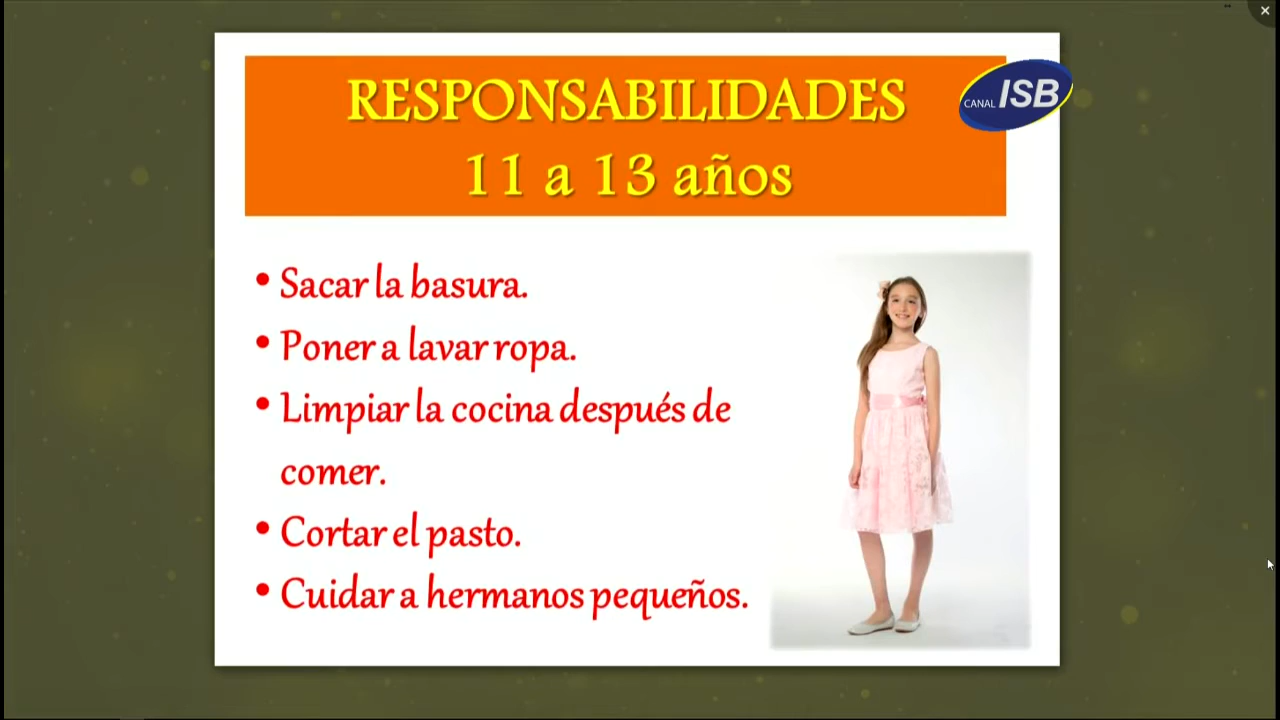 RESPONSABILIDADES
11 a 13 años
CANAL ISB
• Sacar la basura.
• Poner a lavar ropa.
• Limpiar la cocina después de
comer.
• Cortar el pasto.
• Cuidar a hermanos pequeños.